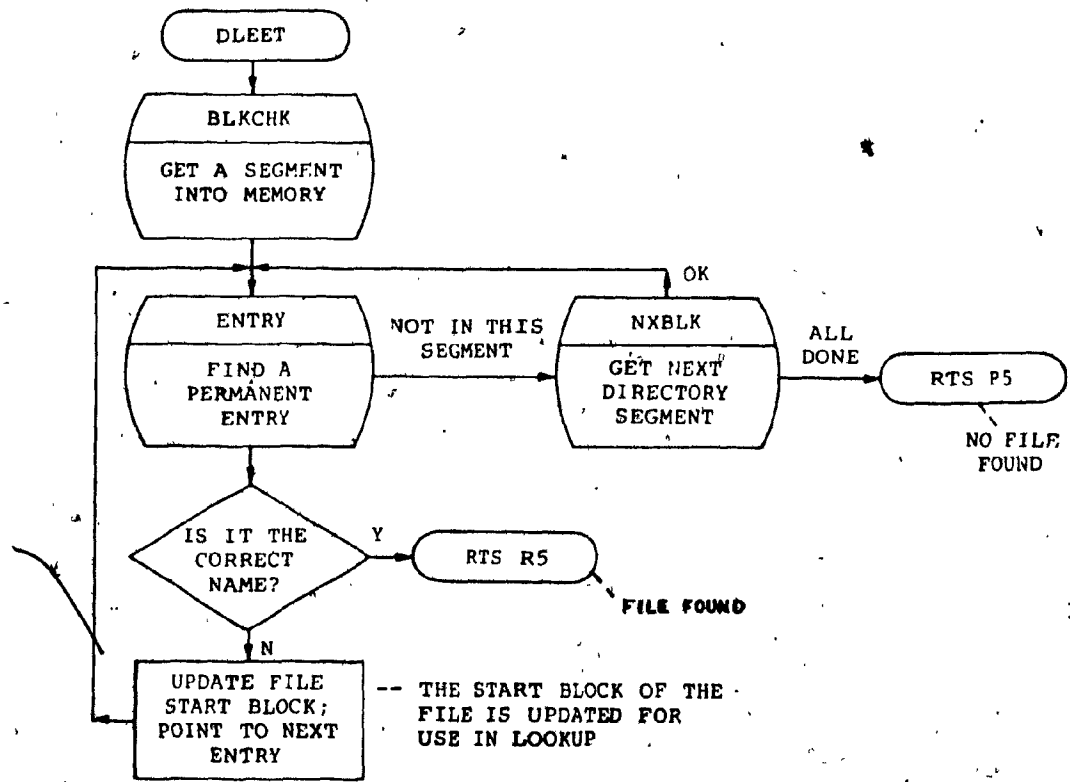 DLEET
BLKCHK
GET A SEGMENT
INTO MEMORY
OK
ENTRY
FIND A
PERMANENT
ENTRY
NOT IN THIS
SEGMENT
NXBLK
GET NEXT
DIRECTORY
SEGMENT
ALL
DONE
RTS P5
NO FILE
FOUND
IS IT THE
CORRECT
NAME?
Y
RTS R5
FILE FOUND
N
UPDATE FILE
START BLOCK;
POINT TO NEXT
ENTRY
-- THE START BLOCK OF THE
FILE IS UPDATED FOR
USE IN LOOKUP